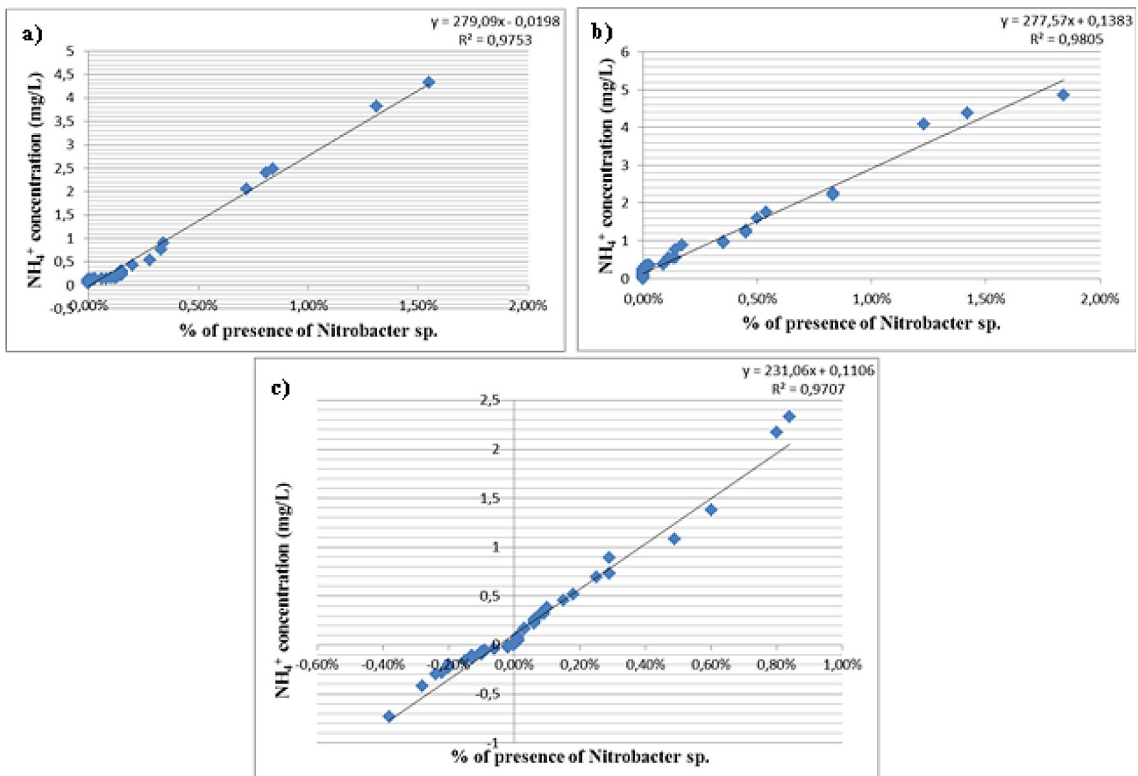 a)
y = 279,09x - 0,0198
R² = 0,9753
5
4,5
4
3,5
3
2,5
2
1,5
1
0,5
0
-0,5
0,00% 0,50% 1,00% 1,50% 2,00%
NH₄⁺ concentration (mg/L)
% of presence of Nitrobacter sp.
b)
y = 277,57x + 0,1383
R² = 0,9805
6
5
4
3
2
1
0
0,00% 0,50% 1,00% 1,50% 2,00%
NH₄⁺ concentration (mg/L)
% of presence of Nitrobacter sp.
c)
y = 231,06x + 0,1106
R² = 0,9707
2,5
2
1,5
1
0,5
0
-0,60% -0,40% -0,20% 0,00% 0,20% 0,40% 0,60% 0,80% 1,00%
-0,5
-1
NH₄⁺ concentration (mg/L)
% of presence of Nitrobacter sp.